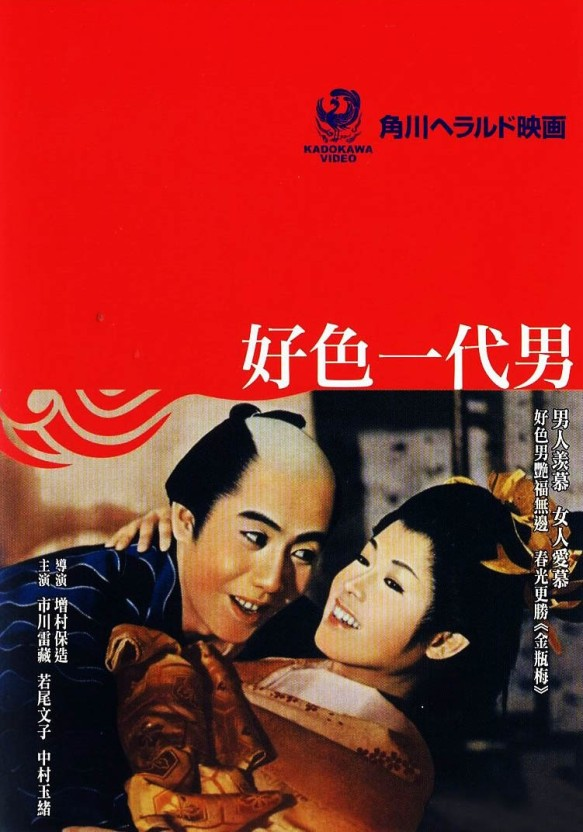 KADOKAWA
VIDEO
角川ヘラルド映画
好色一代男
男人羨慕 女人愛慕
好色男艷福無邊 春光更勝《金瓶梅》
導演 增村保造
主演 市川雷藏 若尾文子 中村玉緒